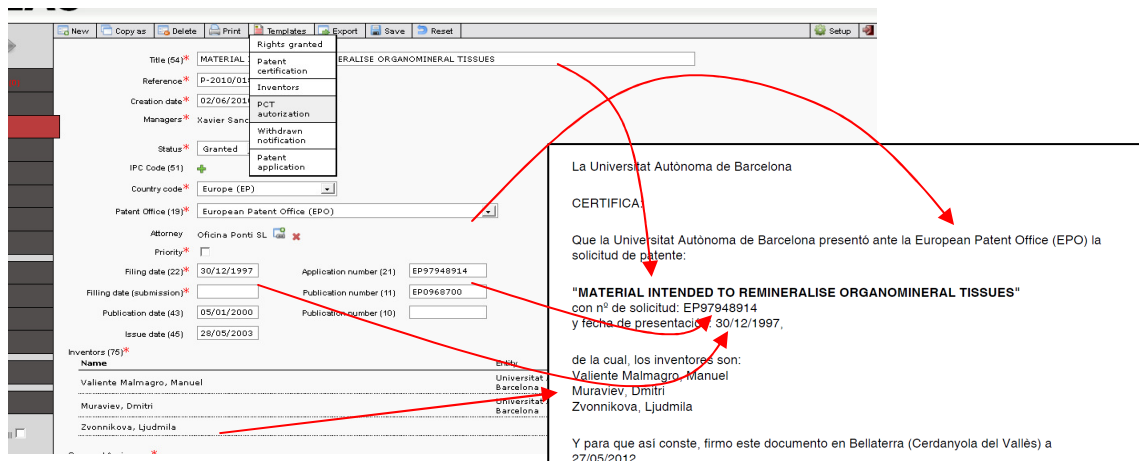 New Copy as Delete Print Templates Export Save Reset Setup
Rights granted
Patent
certification
Inventors
PCT
autorization
Withdrawn
notification
Patent
application
Title (54)* MATERIAL ERALISE ORGANOMINERAL TISSUES
Reference* P-2010/01
Creation date* 02/06/201
Managers* Xavier Sanc
Status* Granted
IPC Code (51)
Country code* Europe (EP)
Patent Office (19)* European Patent Office (EPO)
Attorney Oficina Ponti SL
Priority*
Filing date (22)* 30/12/1997 Application number (21) EP97948914
Filling date (submission)* Publication number (11) EP0968700
Publication date (43) 05/01/2000 Publication number (10)
Issue date (45) 28/05/2003
Inventors (75)*
Name Entity
Valiente Malmagro, Manuel Universitat
Barcelona
Muraviev, Dmitri Universitat
Barcelona
Zvonnikova, Ljudmila
La Universitat Autònoma de Barcelona
CERTIFICA:
Que la Universitat Autònoma de Barcelona presentó ante la European Patent Office (EPO) la
solicitud de patente:
"MATERIAL INTENDED TO REMINERALISE ORGANOMINERAL TISSUES"
con nº de solicitud: EP97948914
y fecha de presentación: 30/12/1997,
de la cual, los inventores son:
Valiente Malmagro, Manuel
Muraviev, Dmitri
Zvonnikova, Ljudmila
Y para que así conste, firmo este documento en Bellaterra (Cerdanyola del Vallès) a
27/05/2012